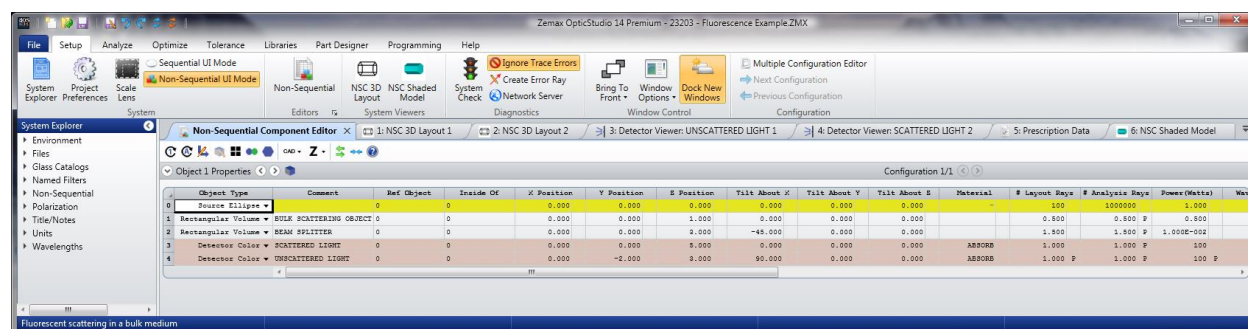 Zemax OpticStudio 14 Premium - 23203 - Fluorescence Example.ZMX
File Setup Analyze Optimize Tolerance Libraries Part Designer Programming Help
System Explorer
Project Preferences
Scale Lens
Sequential UI Mode
Non-Sequential UI Mode
System
Non-Sequential
Editors
NSC 3D Layout
NSC Shaded Model
System Viewers
System Check
Ignore Trace Errors
Create Error Ray
Network Server
Diagnostics
Bring To Front
Window Options
Dock New Windows
Window Control
Multiple Configuration Editor
Next Configuration
Previous Configuration
Configuration
System Explorer
Environment
Files
Glass Catalogs
Named Filters
Non-Sequential
Polarization
Title/Notes
Units
Wavelengths
Non-Sequential Component Editor 1: NSC 3D Layout 1 2: NSC 3D Layout 2 3: Detector Viewer: UNSCATTERED LIGHT 1 4: Detector Viewer: SCATTERED LIGHT 2 5: Prescription Data 6: NSC Shaded Model
Z
Object 1 Properties Configuration 1/1
Object Type Comment Ref Object Inside Of X Position Y Position Z Position Tilt About X Tilt About Y Tilt About Z Material # Layout Rays # Analysis Rays Power(Watts) Wav
0 Source Ellipse 0 0 0.000 0.000 0.000 0.000 0.000 0.000 - 100 1000000 1.000
1 Rectangular Volume BULK SCATTERING OBJECT 0 0 0.000 0.000 1.000 0.000 0.000 0.000 0.500 0.500 P 0.500
2 Rectangular Volume BEAM SPLITTER 0 0 0.000 0.000 3.000 -45.000 0.000 0.000 1.500 1.500 P 1.000E-002
3 Detector Color SCATTERED LIGHT 0 0 0.000 0.000 5.000 0.000 0.000 0.000 ABSORB 1.000 1.000 P 100
4 Detector Color UNSCATTERED LIGHT 0 0 0.000 -2.000 3.000 90.000 0.000 0.000 ABSORB 1.000 P 1.000 P 100 P
Fluorescent scattering in a bulk medium